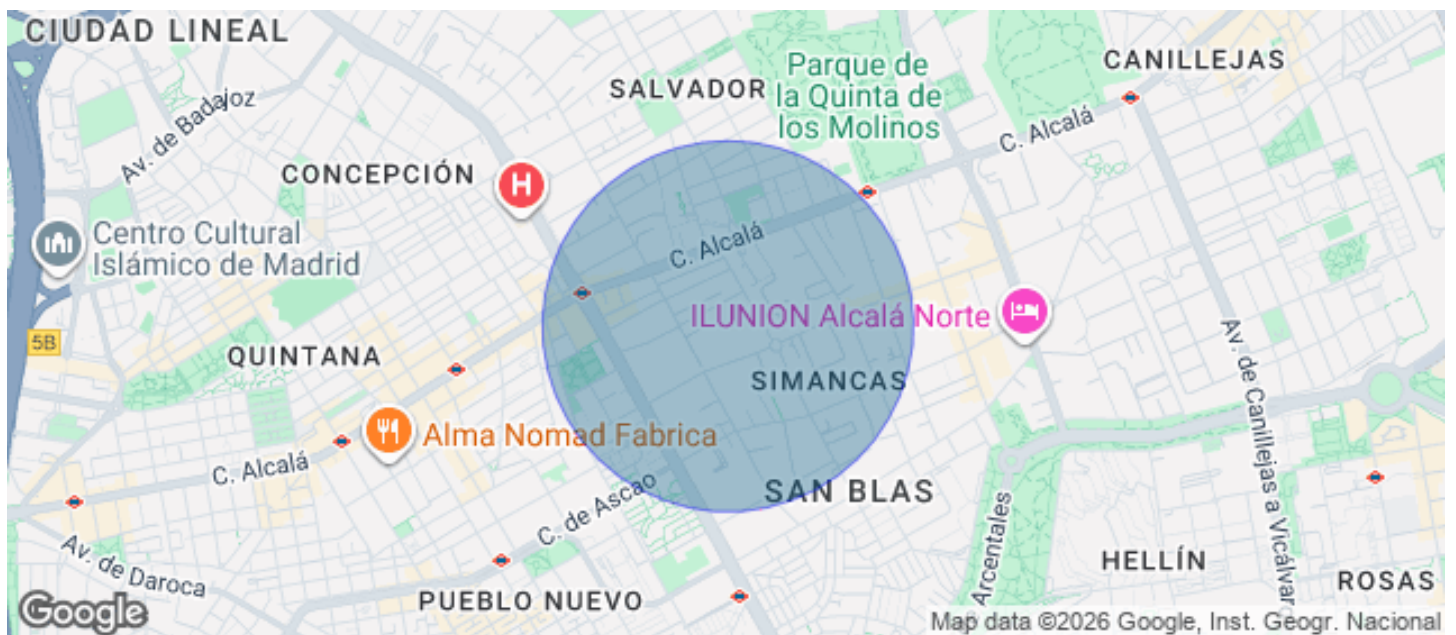 CIUDAD LINEAL
Av. de Badajoz
SALVADOR
Parque de
la Quinta de
los Molinos
CANILLEJAS
C. Alcalá
CONCEPCIÓN
H
Centro Cultural
Islámico de Madrid
C. Alcalá
ILUNION Alcalá Norte
5B
QUINTANA
SIMANCAS
Av. de Canillejas a Vicálvaro
Alma Nomad Fabrica
C. Alcalá
SAN BLAS
C. de Ascao
Arcentales
Av. de Daroca
HELLÍN
ROSAS
PUEBLO NUEVO
Google
Map data ©2026 Google, Inst. Geogr. Nacional